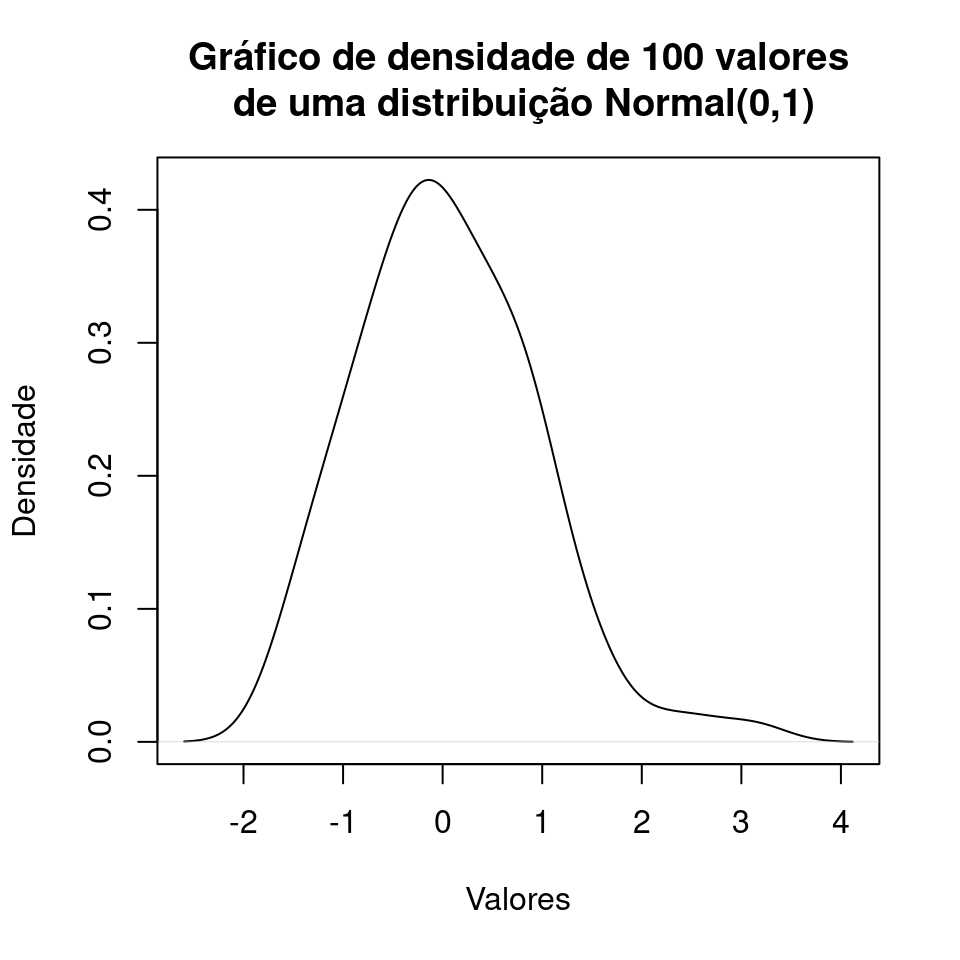 Gráfico de densidade de 100 valores
de uma distribuição Normal(0,1)
Densidade
0.4
0.3
0.2
0.1
0.0
-2 -1 0 1 2 3 4
Valores